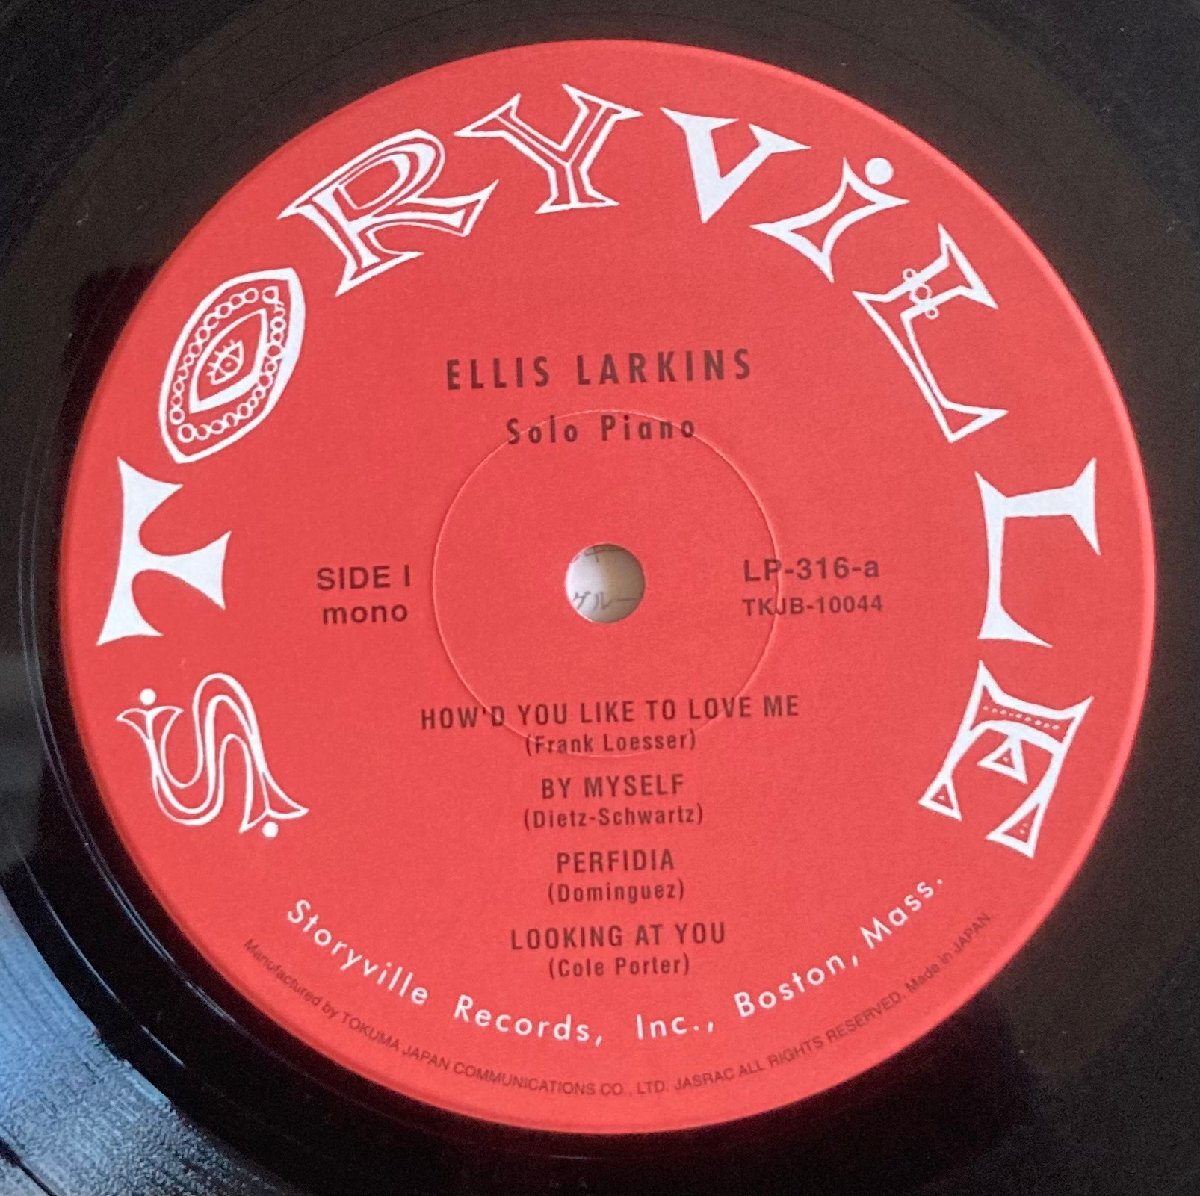 STORYViLLE
ELLIS LARKINS
Solo Piano
SIDE I
mono
LP-316-a
TKJB-10044
HOW'D YOU LIKE TO LOVE ME
(Frank Loesser)
BY MYSELF
(Dietz-Schwartz)
PERFIDIA
(Dominguez)
LOOKING AT YOU
(Cole Porter)
Storyville Records, Inc., Boston, Mass.
Manufactured by TOKUMA JAPAN COMMUNICATIONS CO., LTD. JASRAC ALL RIGHTS RESERVED. Made in JAPAN.